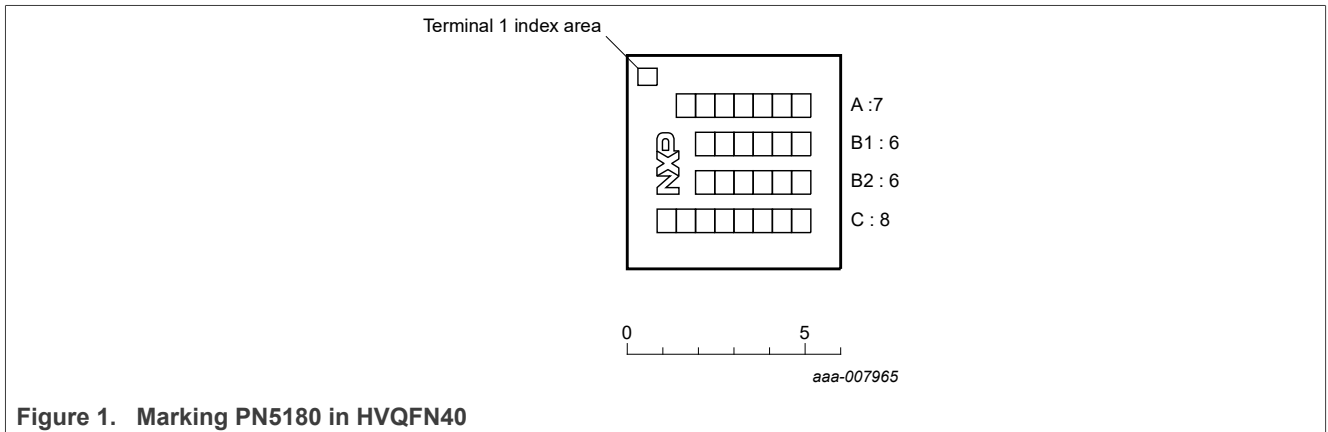 Terminal 1 index area
A :7
B1 : 6
NXP
B2 : 6
C : 8
0 5
aaa-007965
Figure 1. Marking PN5180 in HVQFN40